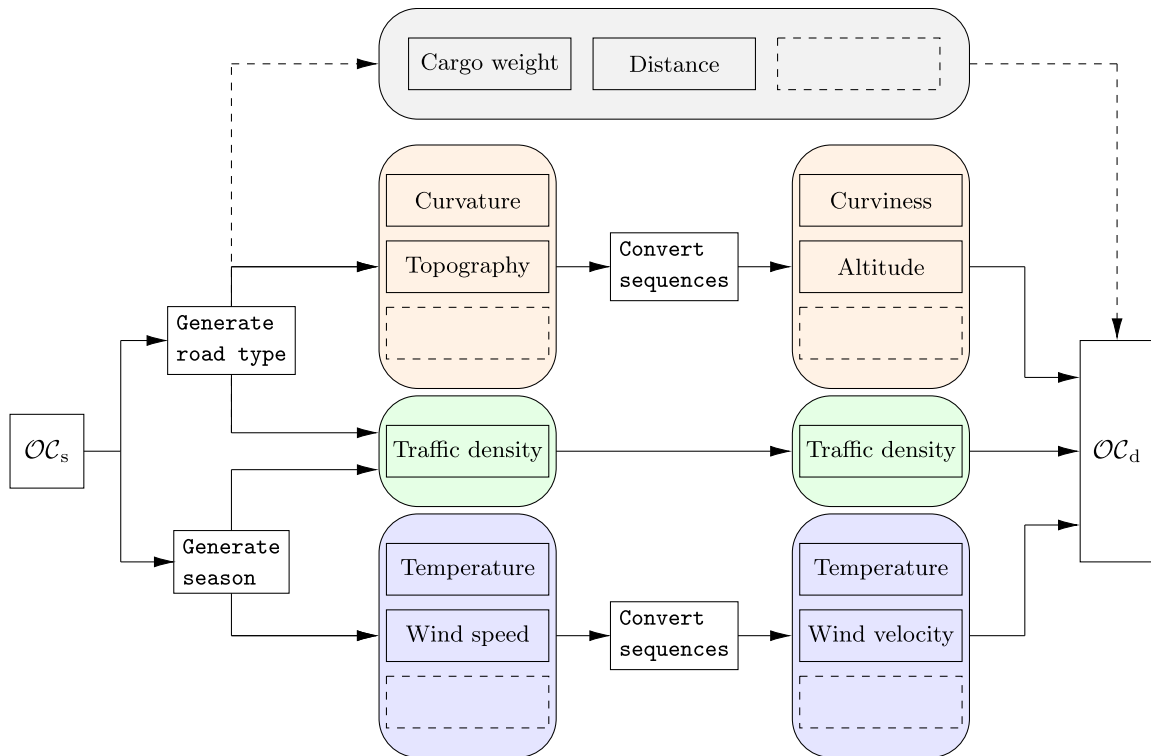 Cargo weight
Distance
Curvature
Topography
Convert
sequences
Curviness
Altitude
Generate
road type
𝒪𝒞s
Traffic density
Traffic density
𝒪𝒞d
Generate
season
Temperature
Wind speed
Convert
sequences
Temperature
Wind velocity